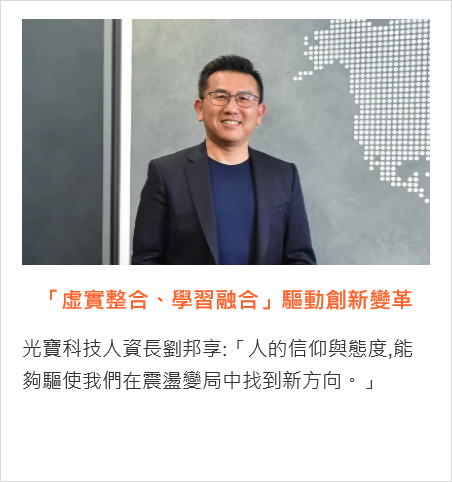 「虛實整合、學習融合」驅動創新變革
光寶科技人資長劉邦享:「人的信仰與態度,能
夠驅使我們在震盪變局中找到新方向。」